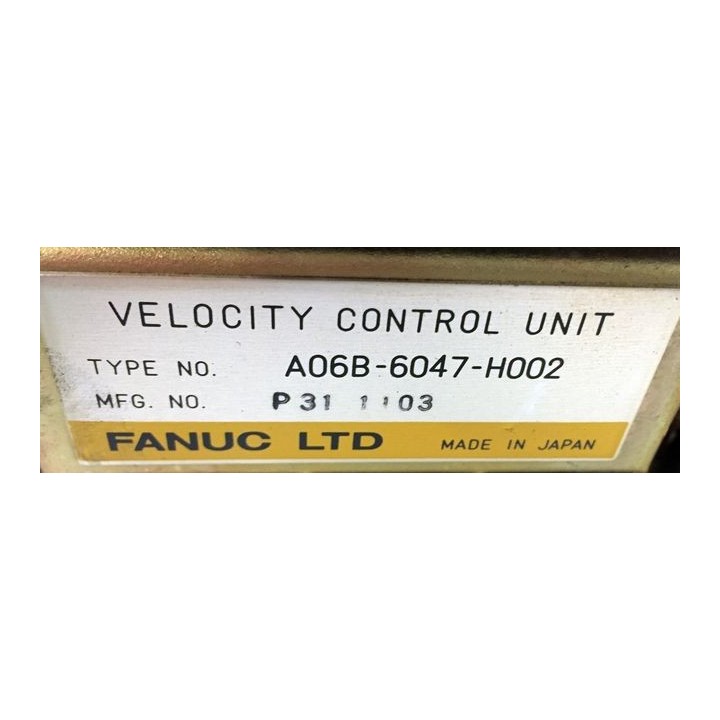 VELOCITY CONTROL UNIT
TYPE NO. A06B-6047-H002
MFG. NO. P31
FANUC LTD MADE IN JAPAN